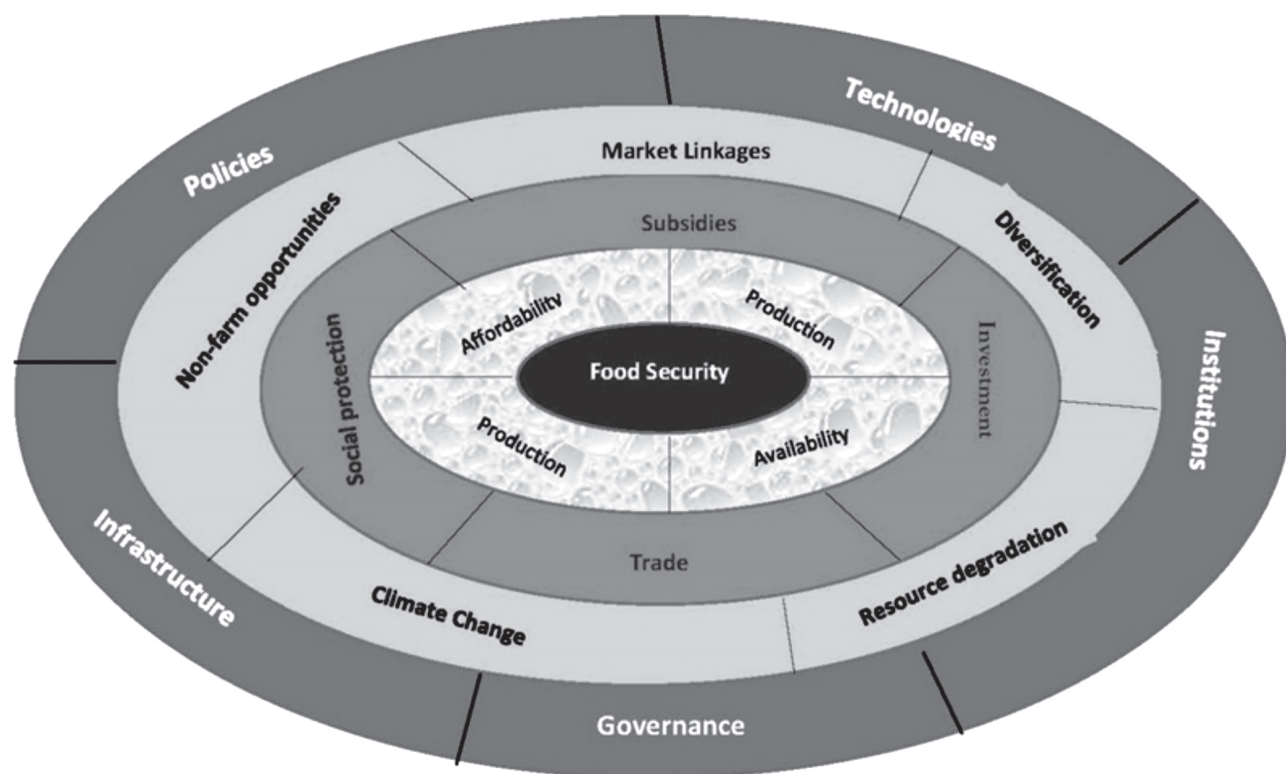 Technologies
Policies
Market Linkages
Diversification
Non-farm opportunities
Subsidies
Investment
Social protection
Affordability
Production
Food Security
Institutions
Production
Availability
Trade
Resource degradation
Infrastructure
Climate Change
Governance